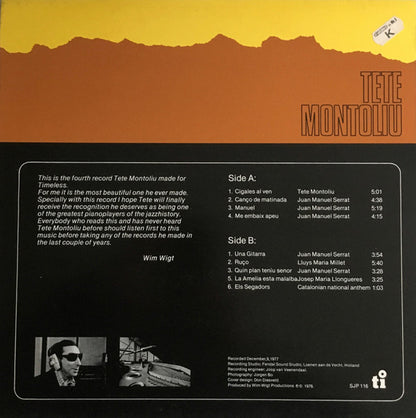 K
TETE
MONTOLIU
This is the fourth record Tete Montoliu made for
Timeless.
For me it is the most beautiful one he ever made.
Specially with this record I hope Tete will finally
receive the recognition he deserves as being one
of the greatest pianoplayers of the jazzhistory.
Everybody who reads this and has never heard
Tete Montoliu before should listen first to this
music before taking any of the records he made in
the last couple of years.
Wim Wigt
Side A:
1. Cigales al ven Tete Montoliu 5:01
2. Canço de matinada Juan Manuel Serrat 4:38
3. Manuel Juan Manuel Serrat 5:19
4. Me embaix apeu Juan Manuel Serrat 4:15
Side B:
1. Una Gitarra Juan Manuel Serrat 3:54
2. Ruço Lluys Maria Millet 5:40
3. Quin plan teniu senor Juan Manuel Serrat 3:28
5. La Amelia esta malalba Josep Maria Llongueres 3:25
6. Els Segadors Catalonian national anthem 1:03
Recorded December, 9, 1977
Recording Studio: Fendal Sound Studio, Loenen aan de Vecht, Holland
Recording engineer: Joop van Veenendaal.
Photography: Jorgen Bo
Cover design: Don Driesveld
Produced by Wim Wigt Productions ℗ © 1978.
SJP 116
ti